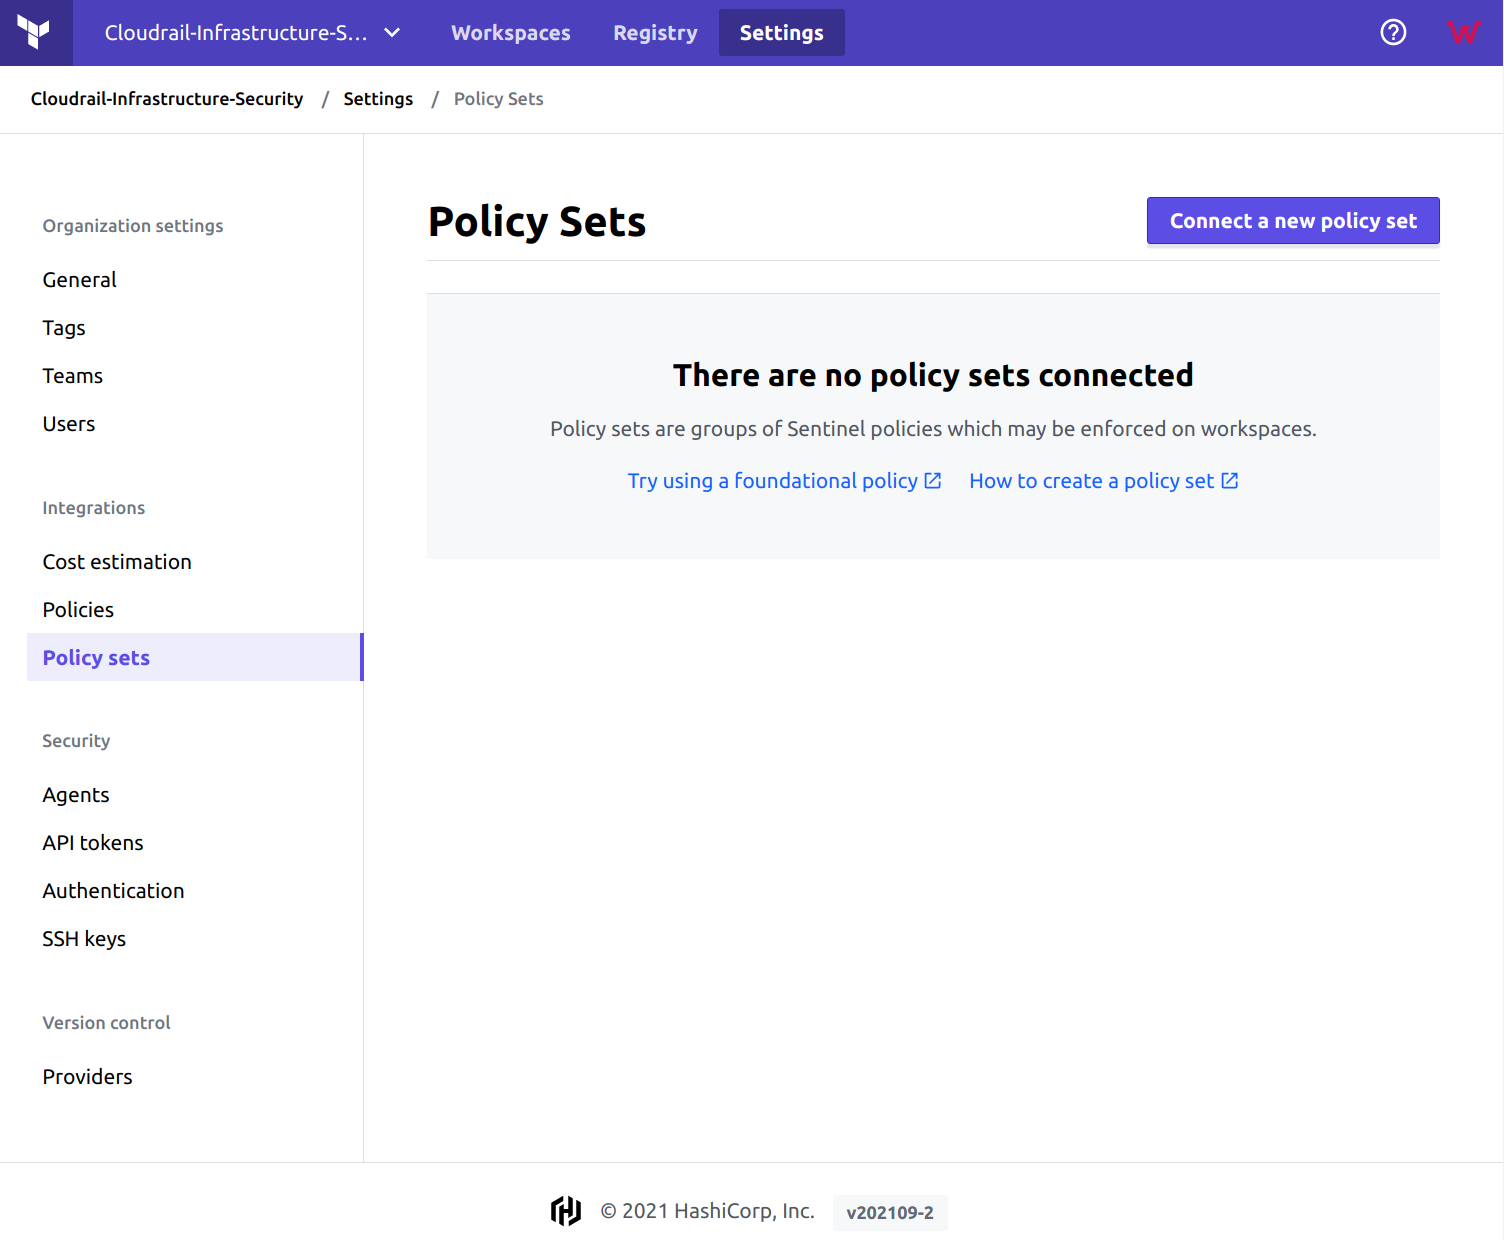 Cloudrail-Infrastructure-S...
Workspaces
Registry
Settings
Cloudrail-Infrastructure-Security / Settings / Policy Sets
Organization settings
General
Tags
Teams
Users
Integrations
Cost estimation
Policies
Policy sets
Security
Agents
API tokens
Authentication
SSH keys
Version control
Providers
Policy Sets
Connect a new policy set
There are no policy sets connected
Policy sets are groups of Sentinel policies which may be enforced on workspaces.
Try using a foundational policy
How to create a policy set
© 2021 HashiCorp, Inc.
v202109-2